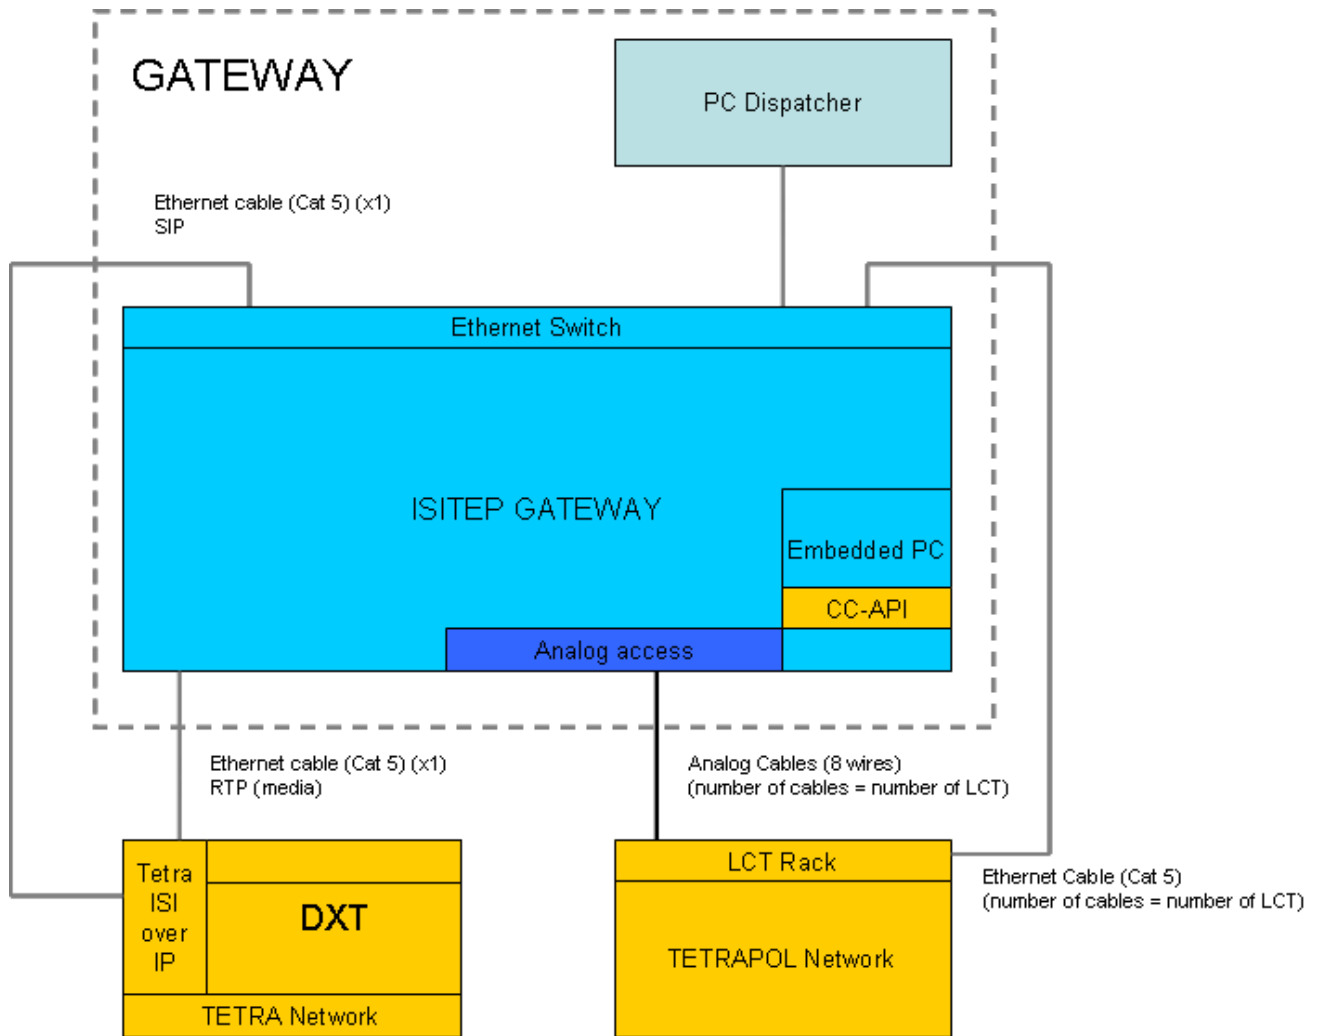 GATEWAY
PC Dispatcher
Ethernet cable (Cat 5) (x1)
SIP
Ethernet Switch
ISITEP GATEWAY
Embedded PC
CC-API
Analog access
Ethernet cable (Cat 5) (x1)
RTP (media)
Analog Cables (8 wires)
(number of cables = number of LCT)
Tetra
ISI
over
IP
DXT
TETRA Network
LCT Rack
TETRAPOL Network
Ethernet Cable (Cat 5)
(number of cables = number of LCT)